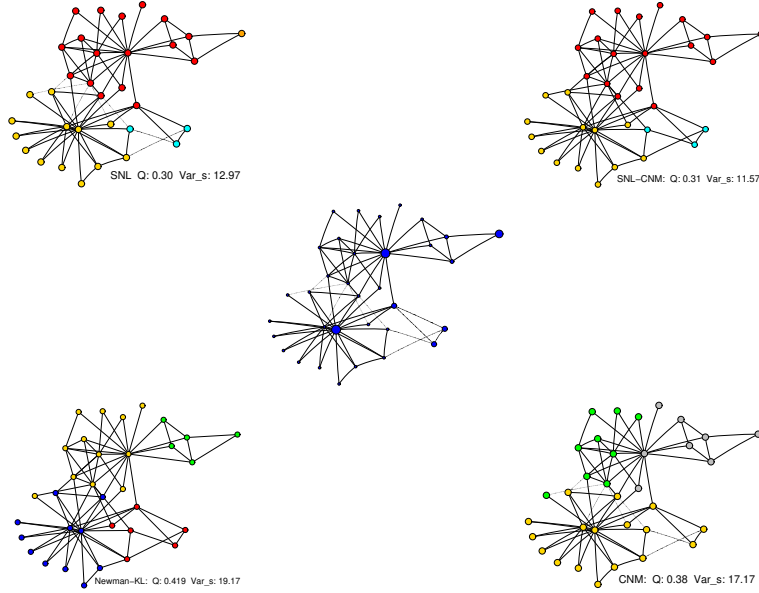 SNL Q: 0.30 Var_s: 12.97
SNL-CNM: Q: 0.31 Var_s: 11.57
Newman-KL: Q: 0.419 Var_s: 19.17
CNM: Q: 0.38 Var_s: 17.17